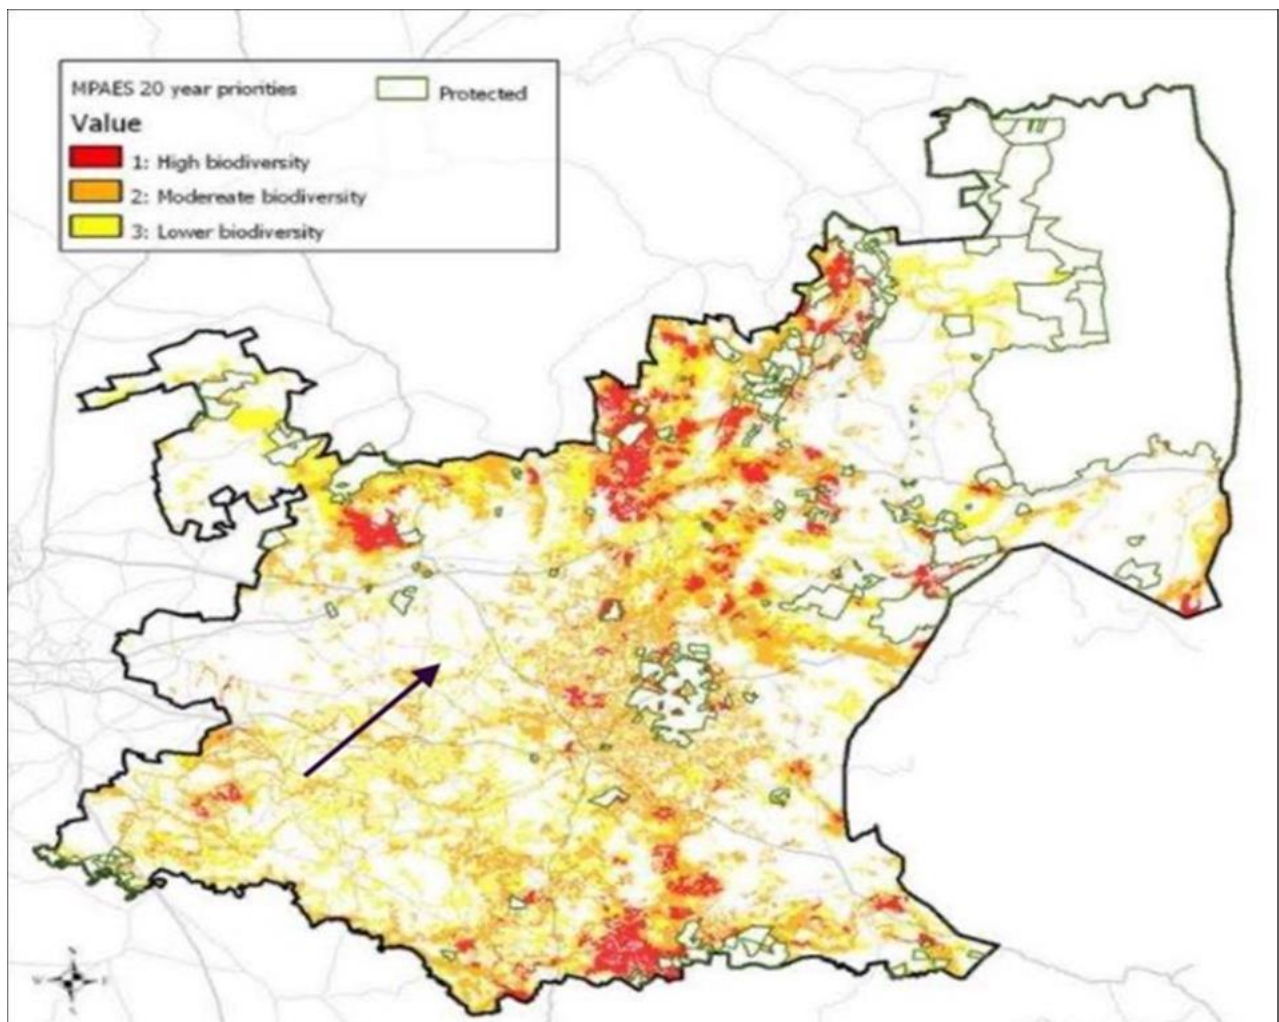 MPAES 20 year priorities
Protected
Value
1: High biodiversity
2: Modereate biodiversity
3: Lower biodiversity